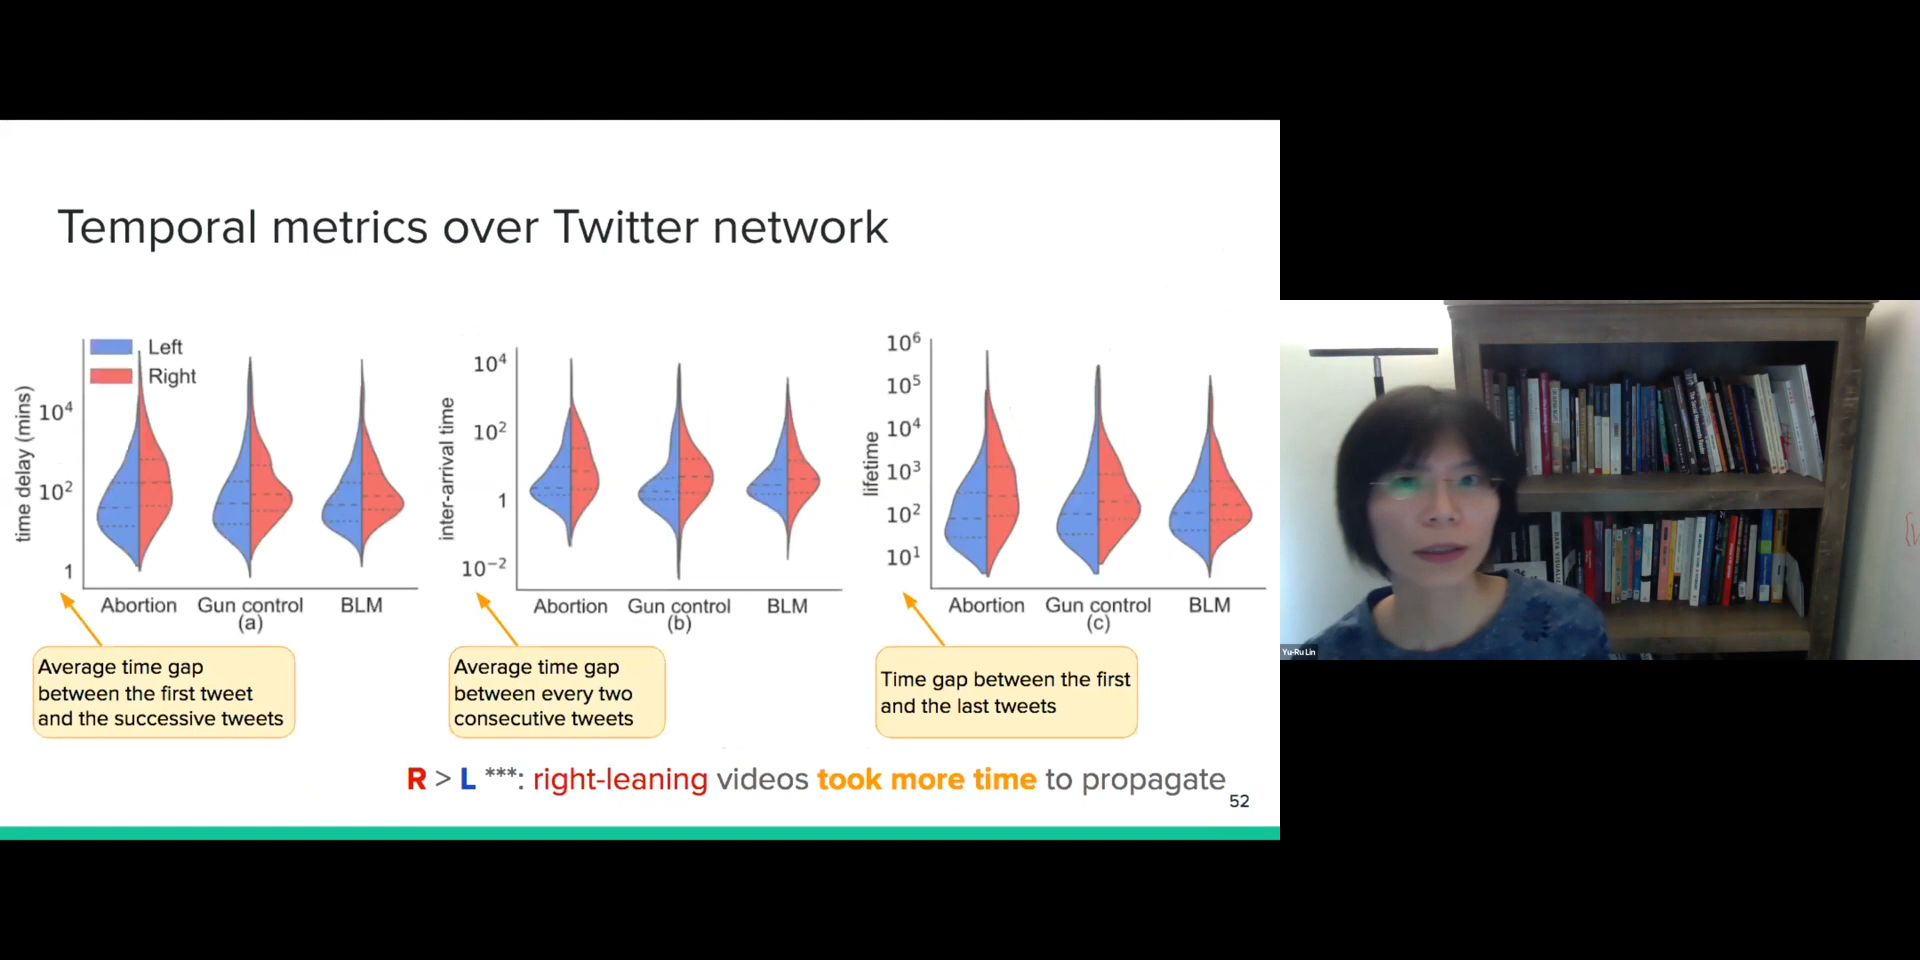 Temporal metrics over Twitter network
Left
Right
time delay (mins)
10⁴
10²
1
Abortion Gun control BLM
(a)
inter-arrival time
10⁴
10²
1
10⁻²
Abortion Gun control BLM
(b)
lifetime
10⁶
10⁵
10⁴
10³
10²
10¹
Abortion Gun control BLM
(c)
Average time gap
between the first tweet
and the successive tweets
Average time gap
between every two
consecutive tweets
Time gap between the first
and the last tweets
R > L ***: right-leaning videos took more time to propagate
52
Yu-Ru Lin